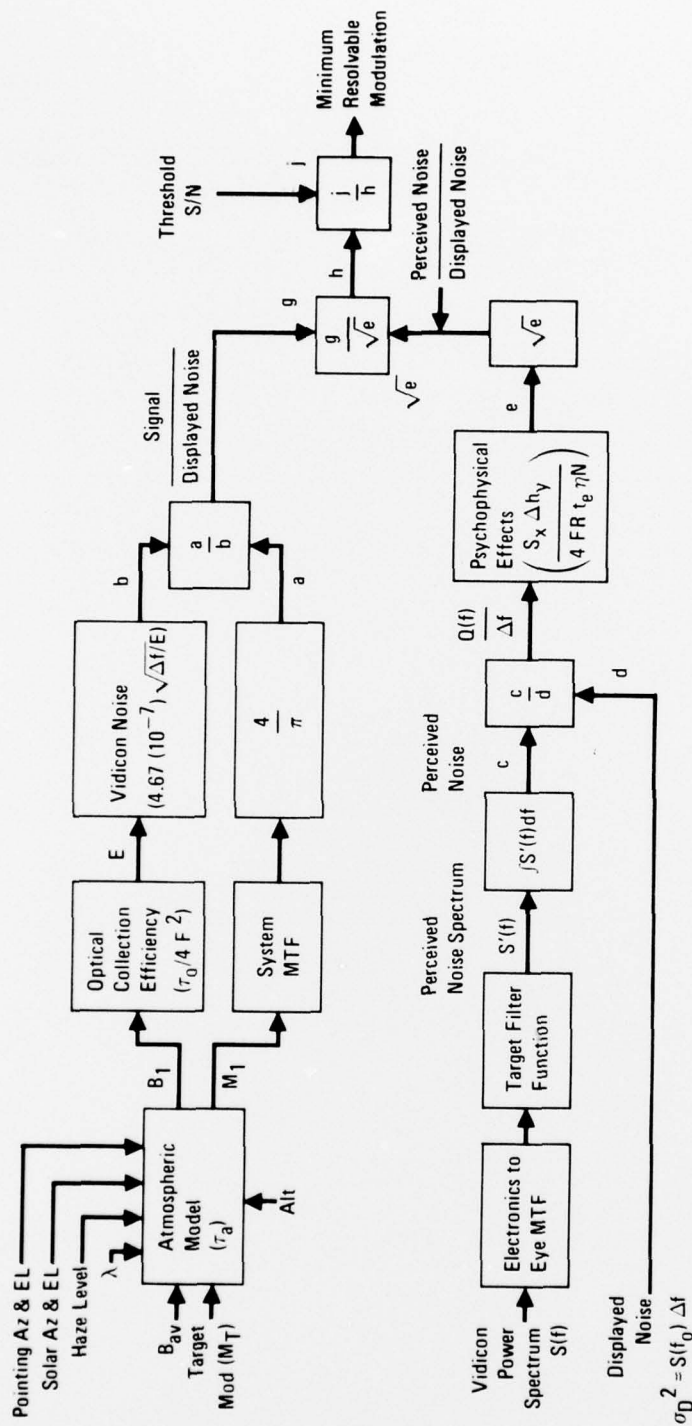 Pointing Az & EL
Solar Az & EL
Haze Level
λ
B_av
Target
Mod (M_T)
Atmospheric
Model
(τ_a)
Alt
B_1
M_1
Optical
Collection
Efficiency
(τ_0/4 F^2)
E
Vidicon Noise
(4.67 (10^-7) √Δf/E)
b
System
MTF
4
π
a
a
b
Signal
Displayed Noise
g
g
√e
h
Threshold
S/N
j
j
h
Minimum
Resolvable
Modulation
Vidicon
Power
Spectrum
S(f)
Electronics to
Eye MTF
Target Filter
Function
Perceived
Noise Spectrum
S'(f)
∫S'(f)df
Perceived
Noise
c
c
d
d
Q(f)
Δf
Psychophysical
Effects
(S_x Δh_y
4 FR t_e ηN)
e
√e
√e
Perceived Noise
Displayed Noise
Displayed
Noise
σ_D^2 = S(f_0) Δf